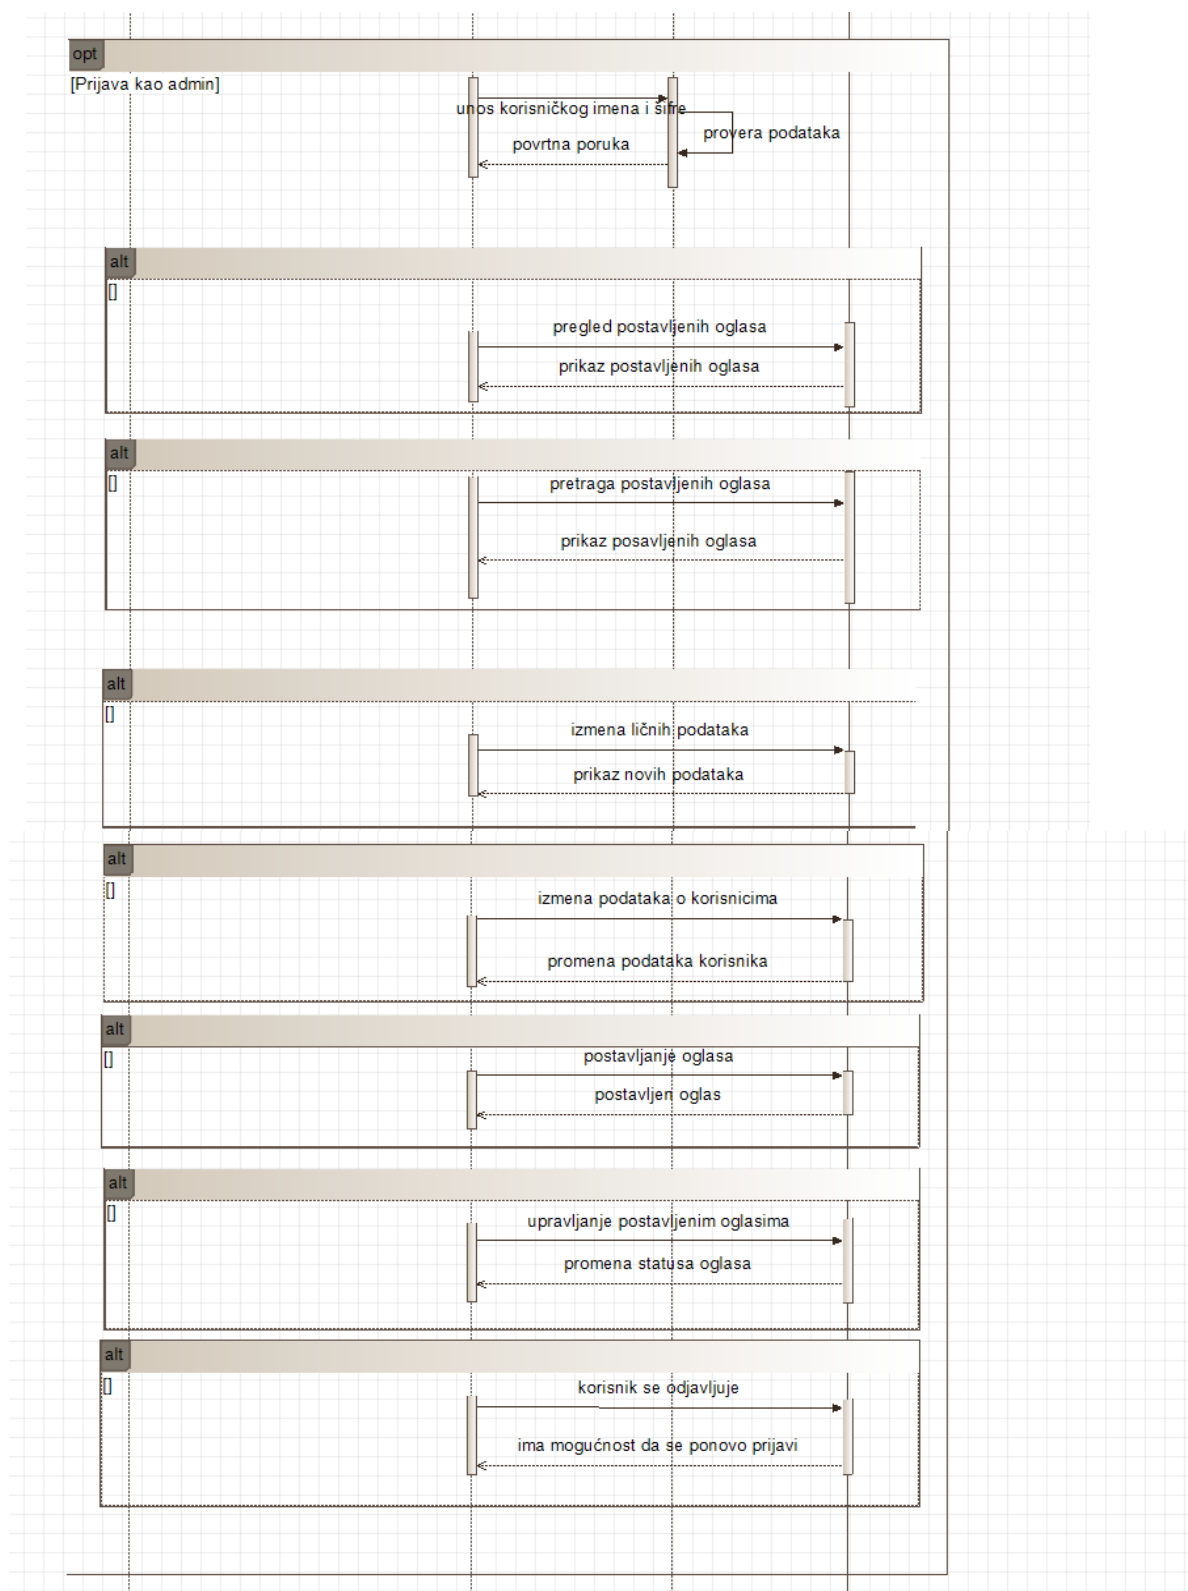 opt
[Prijava kao admin]
unos korisničkog imena i šifre
provera podataka
povrtna poruka
alt
[]
pregled postavljenih oglasa
prikaz postavljenih oglasa
alt
[]
pretraga postavljenih oglasa
prikaz posavljenih oglasa
alt
[]
izmena ličnih podataka
prikaz novih podataka
alt
[]
izmena podataka o korisnicima
promena podataka korisnika
alt
[]
postavljanje oglasa
postavljen oglas
alt
[]
upravljanje postavljenim oglasima
promena statusa oglasa
alt
[]
korisnik se odjavljuje
ima mogućnost da se ponovo prijavi